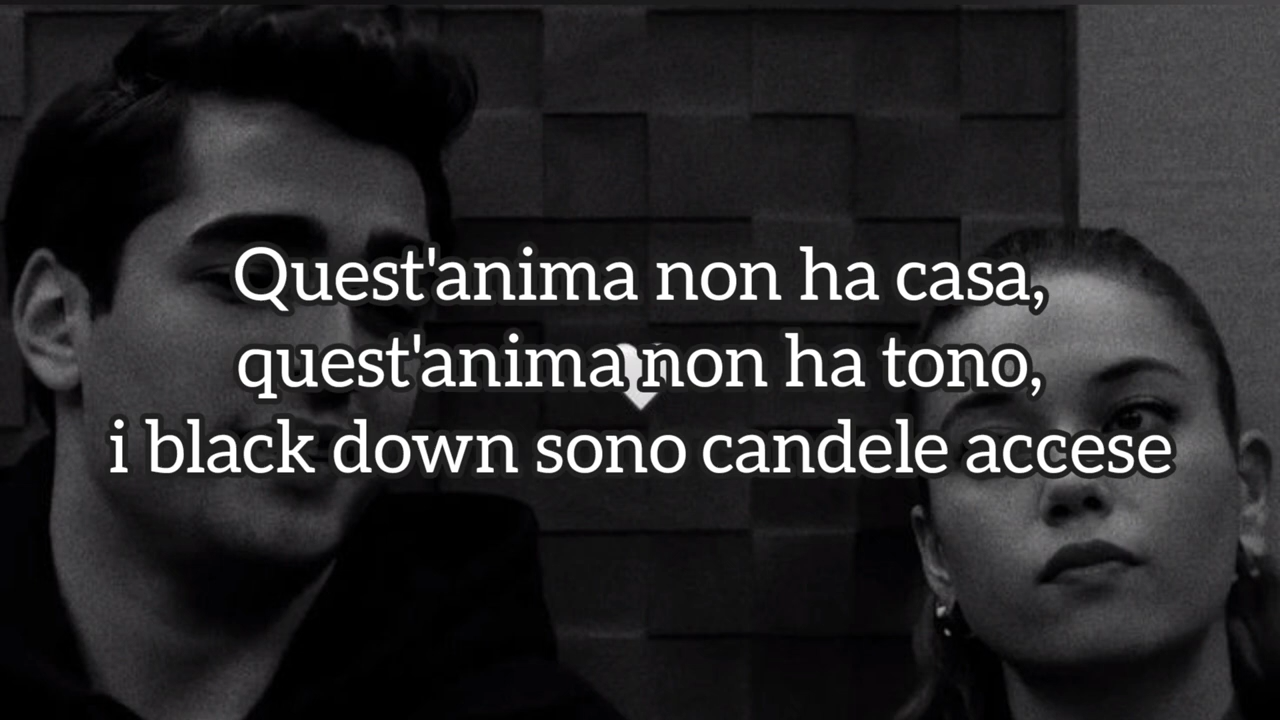 Quest'anima non ha casa,
quest'anima non ha tono,
i black down sono candele accese